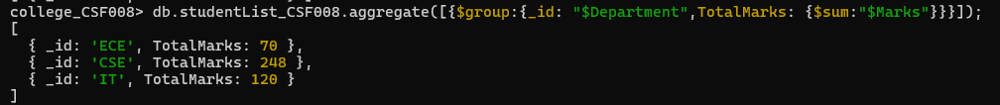 college_CSF008> db.studentList_CSF008.aggregate([{$group:{_id: "$Department",TotalMarks: {$sum:"$Marks"}}}]);
[
  { _id: 'ECE', TotalMarks: 70 },
  { _id: 'CSE', TotalMarks: 248 },
  { _id: 'IT', TotalMarks: 120 }
]